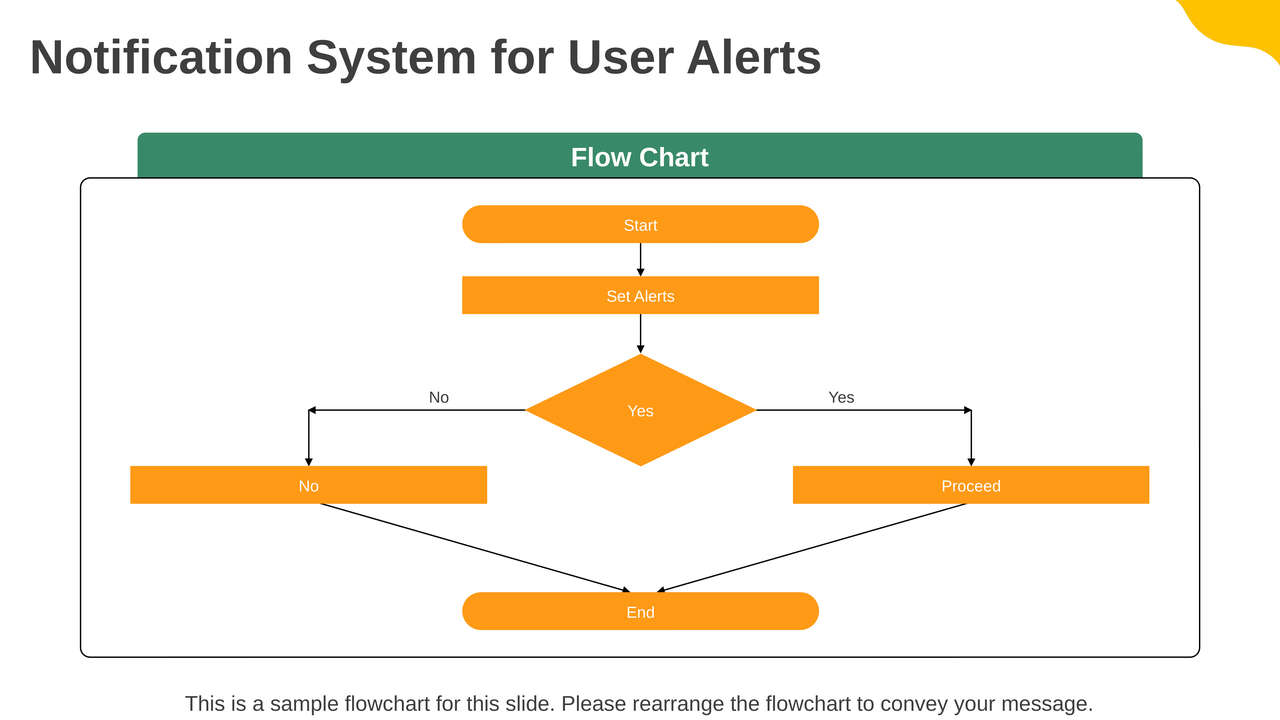 Notification System for User Alerts
Flow Chart
Start
Set Alerts
No
Yes
Yes
No
Proceed
End
This is a sample flowchart for this slide. Please rearrange the flowchart to convey your message.